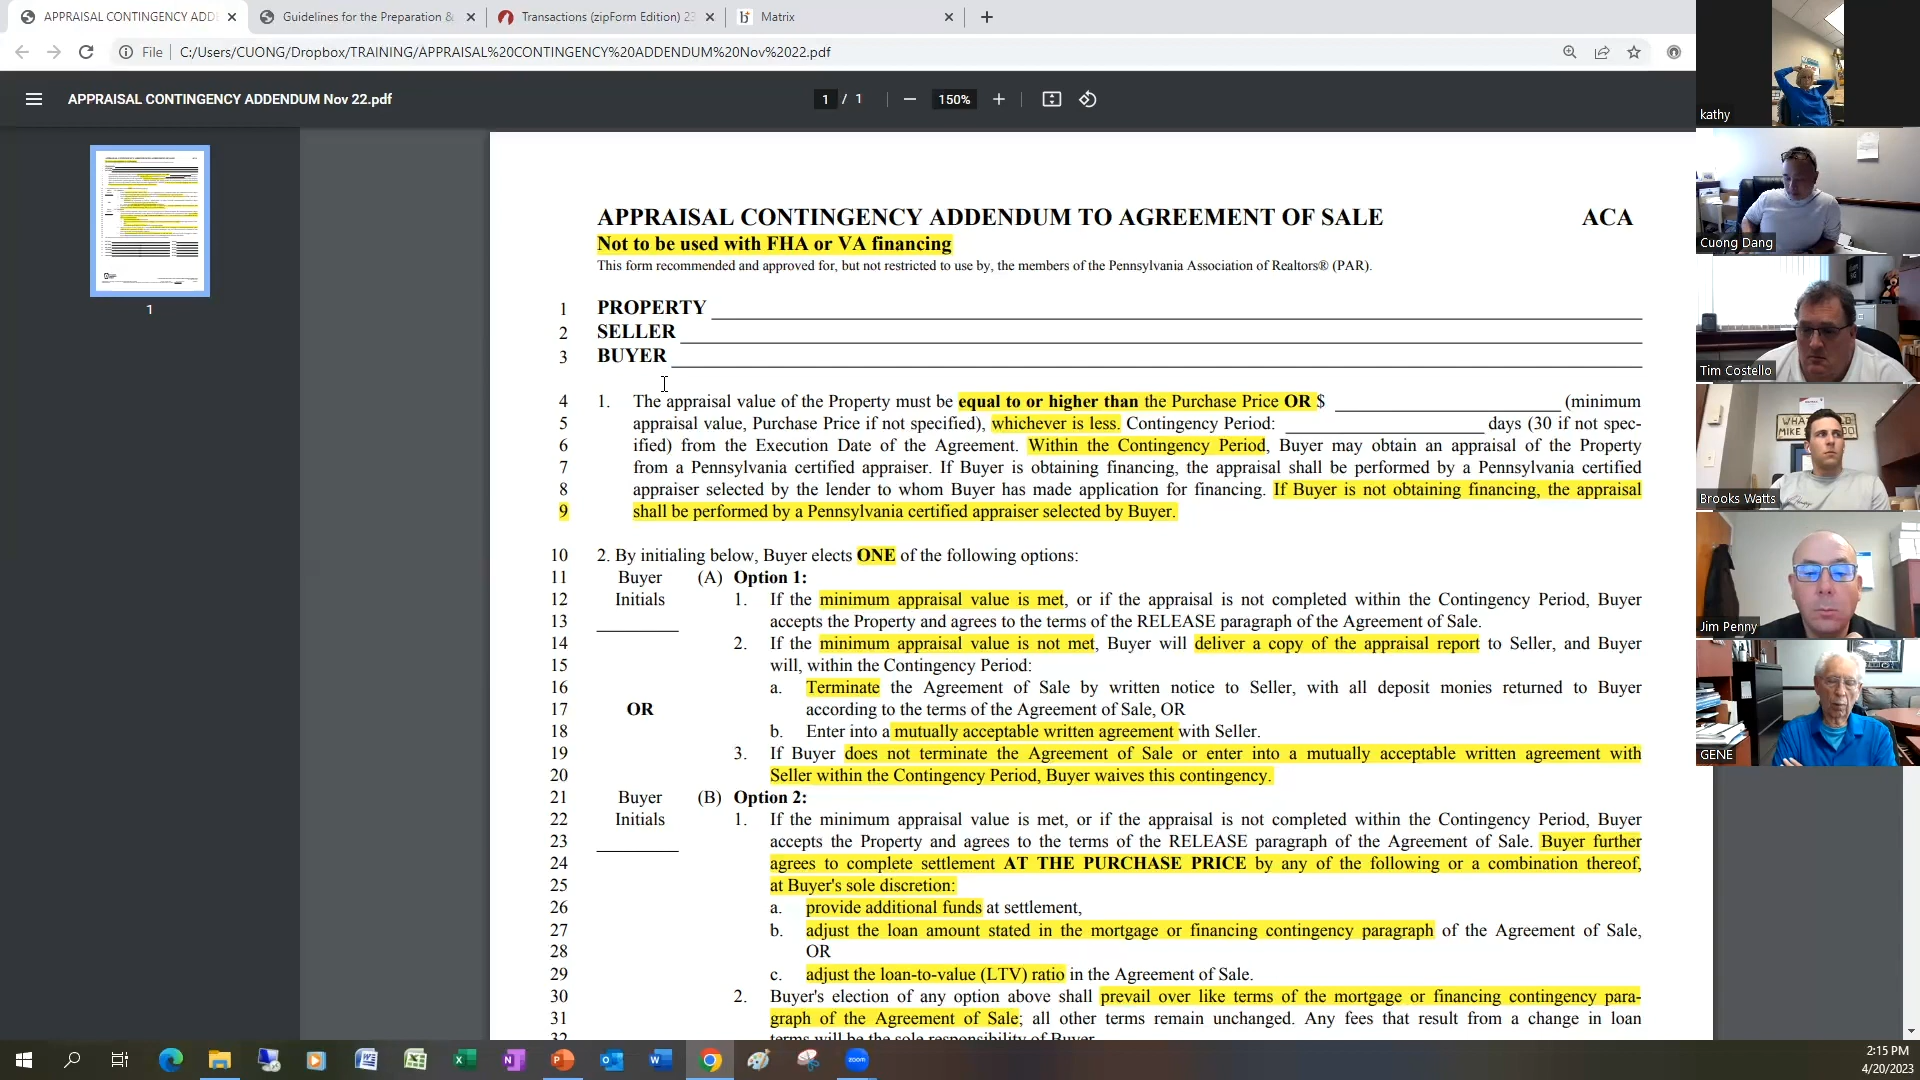 APPRAISAL CONTINGENCY ADDE
Guidelines for the Preparation &
Transactions (zipForm Edition) 23
Matrix
File
C:/Users/CUONG/Dropbox/TRAINING/APPRAISAL%20CONTINGENCY%20ADDENDUM%20Nov%2022.pdf
APPRAISAL CONTINGENCY ADDENDUM Nov 22.pdf
1 / 1
150%
1
APPRAISAL CONTINGENCY ADDENDUM TO AGREEMENT OF SALE ACA
Not to be used with FHA or VA financing
This form recommended and approved for, but not restricted to use by, the members of the Pennsylvania Association of Realtors® (PAR).
1 PROPERTY
2 SELLER
3 BUYER
4 1. The appraisal value of the Property must be equal to or higher than the Purchase Price OR $ (minimum
5 appraisal value, Purchase Price if not specified), whichever is less. Contingency Period: days (30 if not spec-
6 ified) from the Execution Date of the Agreement. Within the Contingency Period, Buyer may obtain an appraisal of the Property
7 from a Pennsylvania certified appraiser. If Buyer is obtaining financing, the appraisal shall be performed by a Pennsylvania certified
8 appraiser selected by the lender to whom Buyer has made application for financing. If Buyer is not obtaining financing, the appraisal
9 shall be performed by a Pennsylvania certified appraiser selected by Buyer.
10 2. By initialing below, Buyer elects ONE of the following options:
11 Buyer (A) Option 1:
12 Initials 1. If the minimum appraisal value is met, or if the appraisal is not completed within the Contingency Period, Buyer
13 accepts the Property and agrees to the terms of the RELEASE paragraph of the Agreement of Sale.
14 2. If the minimum appraisal value is not met, Buyer will deliver a copy of the appraisal report to Seller, and Buyer
15 will, within the Contingency Period:
16 a. Terminate the Agreement of Sale by written notice to Seller, with all deposit monies returned to Buyer
17 OR according to the terms of the Agreement of Sale, OR
18 b. Enter into a mutually acceptable written agreement with Seller.
19 3. If Buyer does not terminate the Agreement of Sale or enter into a mutually acceptable written agreement with
20 Seller within the Contingency Period, Buyer waives this contingency.
21 Buyer (B) Option 2:
22 Initials 1. If the minimum appraisal value is met, or if the appraisal is not completed within the Contingency Period, Buyer
23 accepts the Property and agrees to the terms of the RELEASE paragraph of the Agreement of Sale. Buyer further
24 agrees to complete settlement AT THE PURCHASE PRICE by any of the following or a combination thereof,
25 at Buyer's sole discretion:
26 a. provide additional funds at settlement,
27 b. adjust the loan amount stated in the mortgage or financing contingency paragraph of the Agreement of Sale,
28 OR
29 c. adjust the loan-to-value (LTV) ratio in the Agreement of Sale.
30 2. Buyer's election of any option above shall prevail over like terms of the mortgage or financing contingency para-
31 graph of the Agreement of Sale; all other terms remain unchanged. Any fees that result from a change in loan
32 terms will be the sole responsibility of Buyer.
kathy
Cuong Dang
Tim Costello
Brooks Watts
Jim Penny
GENE
zoom
2:15 PM
4/20/2023